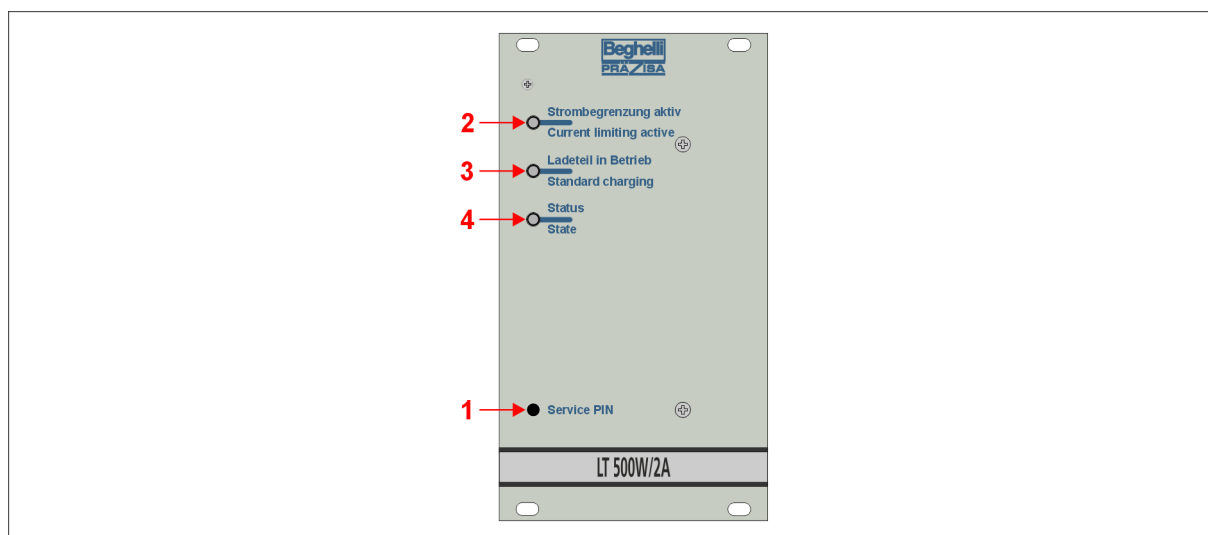 Beghelli
PRÄZISA
2
Strombegrenzung aktiv
Current limiting active
3
Ladeteil in Betrieb
Standard charging
4
Status
State
1
Service PIN
LT 500W/2A